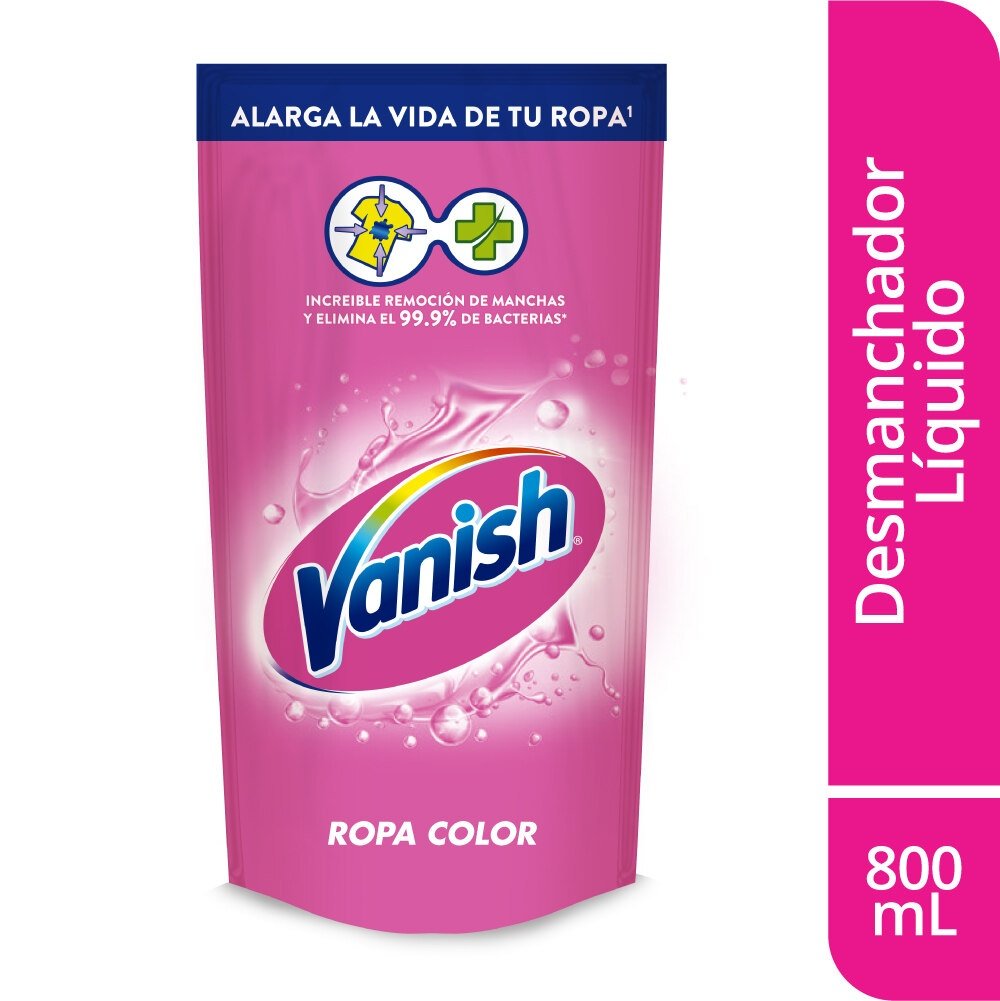 ALARGA LA VIDA DE TU ROPA¹
INCREIBLE REMOCIÓN DE MANCHAS
Y ELIMINA EL 99.9% DE BACTERIAS*
Vanish®
ROPA COLOR
Desmanchador
Líquido
800
mL